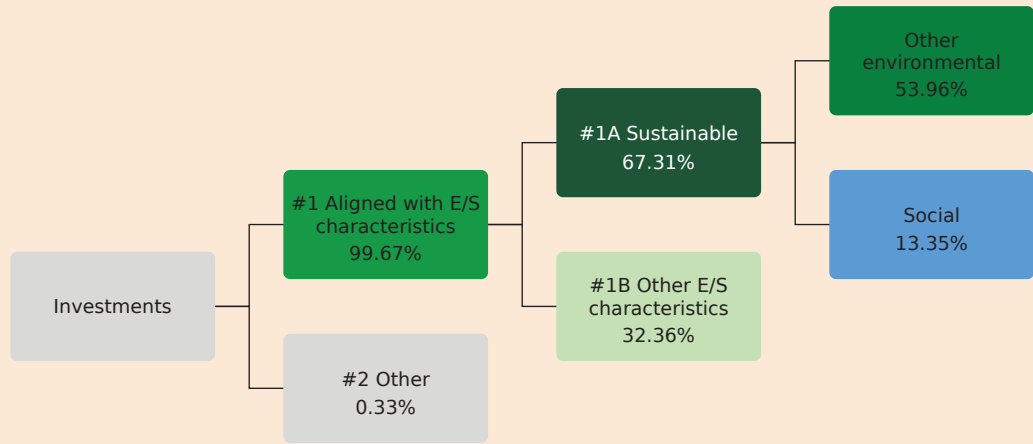 Investments
#1 Aligned with E/S
characteristics
99.67%
#2 Other
0.33%
#1A Sustainable
67.31%
#1B Other E/S
characteristics
32.36%
Other
environmental
53.96%
Social
13.35%